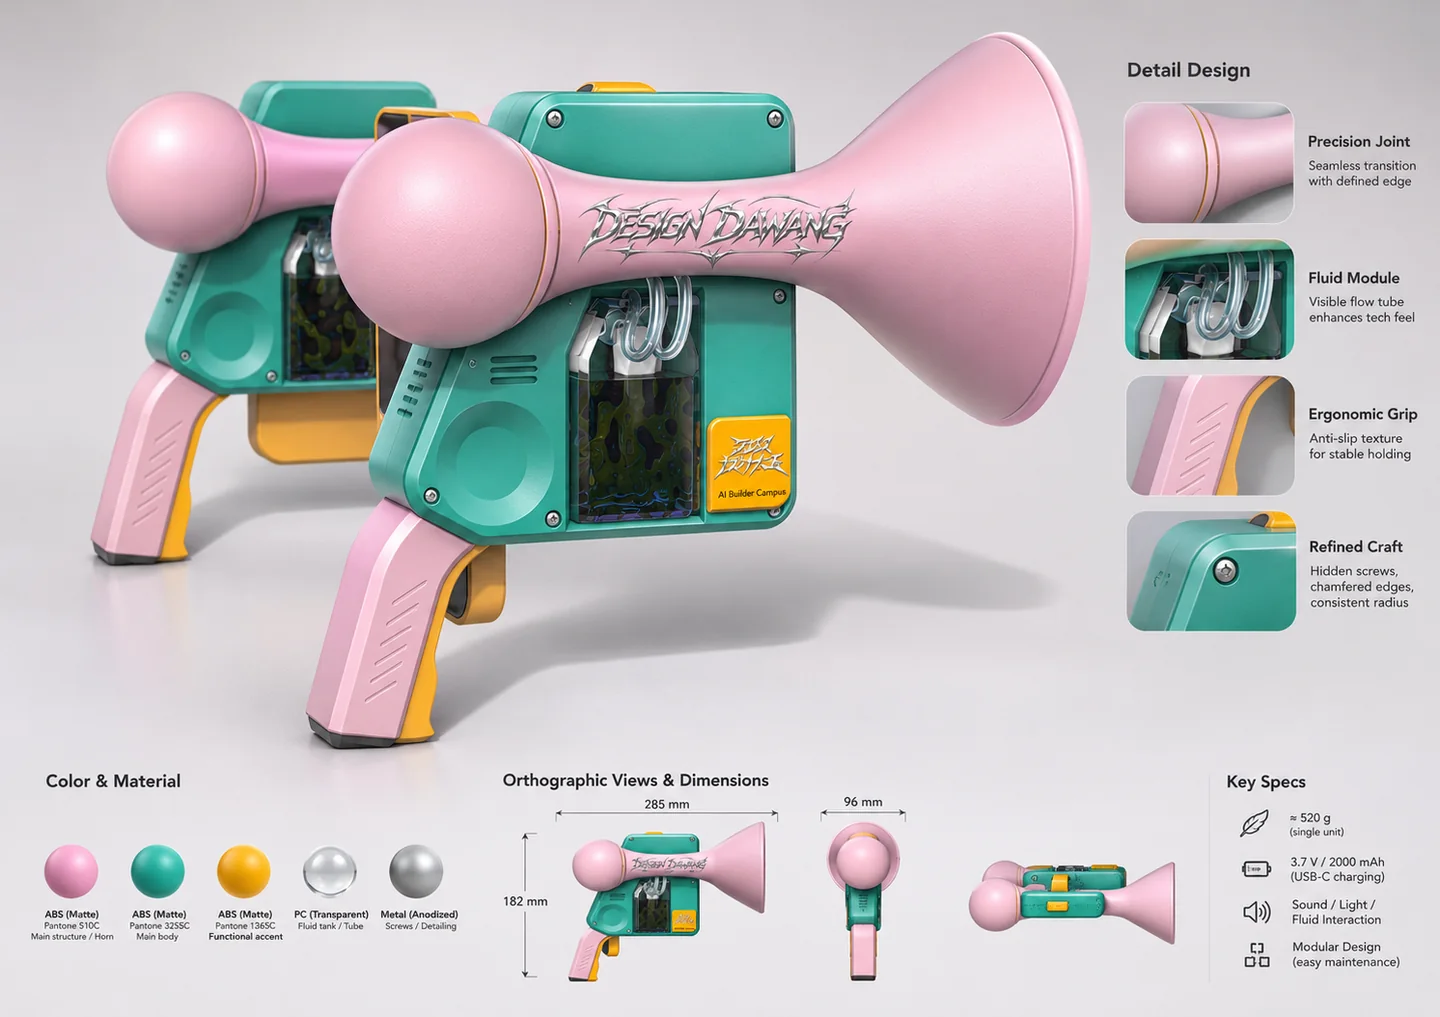 DESIGN DAWANG
AI Builder Campus
Detail Design
Precision Joint
Seamless transition
with defined edge
Fluid Module
Visible flow tube
enhances tech feel
Ergonomic Grip
Anti-slip texture
for stable holding
Refined Craft
Hidden screws,
chamfered edges,
consistent radius
Color & Material
ABS (Matte)
Pantone 510C
Main structure / Horn
ABS (Matte)
Pantone 3255C
Main body
ABS (Matte)
Pantone 1365C
Functional accent
PC (Transparent)
Fluid tank / Tube
Metal (Anodized)
Screws / Detailing
Orthographic Views & Dimensions
285 mm
96 mm
182 mm
DESIGN DAWANG
Key Specs
≈ 520 g
(single unit)
3.7 V / 2000 mAh
(USB-C charging)
Sound / Light /
Fluid Interaction
Modular Design
(easy maintenance)